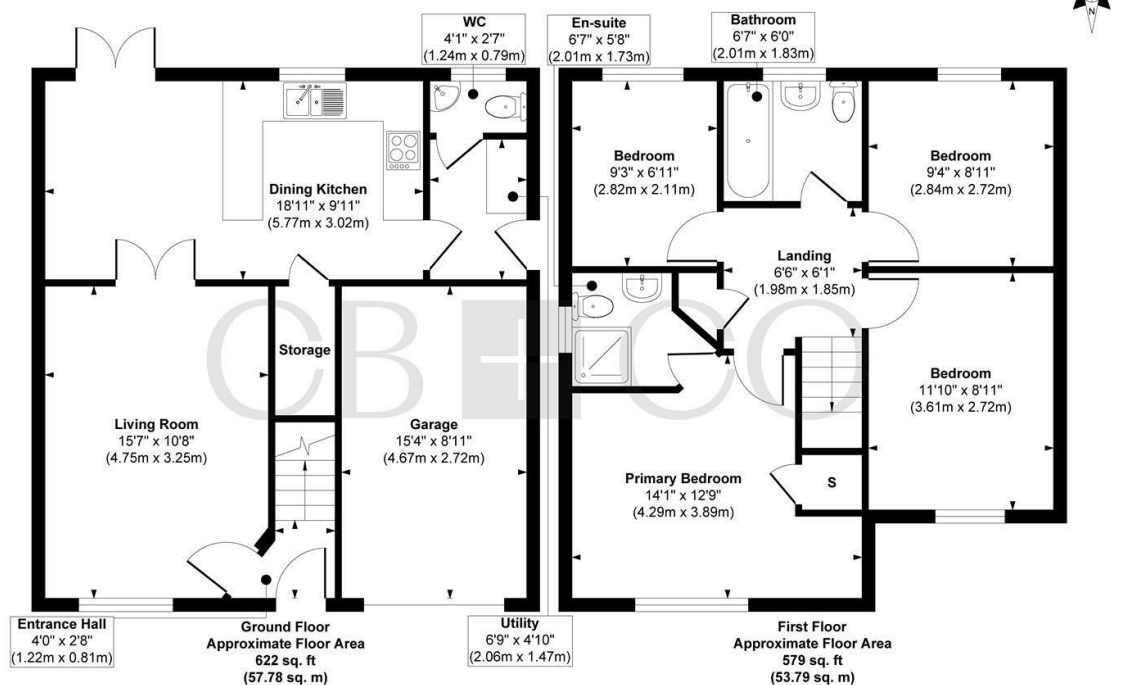 WC
4'1" x 2'7"
(1.24m x 0.79m)
En-suite
6'7" x 5'8"
(2.01m x 1.73m)
Bathroom
6'7" x 6'0"
(2.01m x 1.83m)
N
Dining Kitchen
18'11" x 9'11"
(5.77m x 3.02m)
Bedroom
9'3" x 6'11"
(2.82m x 2.11m)
Bedroom
9'4" x 8'11"
(2.84m x 2.72m)
Landing
6'6" x 6'1"
(1.98m x 1.85m)
CB + CO
Storage
Living Room
15'7" x 10'8"
(4.75m x 3.25m)
Garage
15'4" x 8'11"
(4.67m x 2.72m)
Bedroom
11'10" x 8'11"
(3.61m x 2.72m)
Primary Bedroom
14'1" x 12'9"
(4.29m x 3.89m)
S
Entrance Hall
4'0" x 2'8"
(1.22m x 0.81m)
Ground Floor
Approximate Floor Area
622 sq. ft
(57.78 sq. m)
Utility
6'9" x 4'10"
(2.06m x 1.47m)
First Floor
Approximate Floor Area
579 sq. ft
(53.79 sq. m)